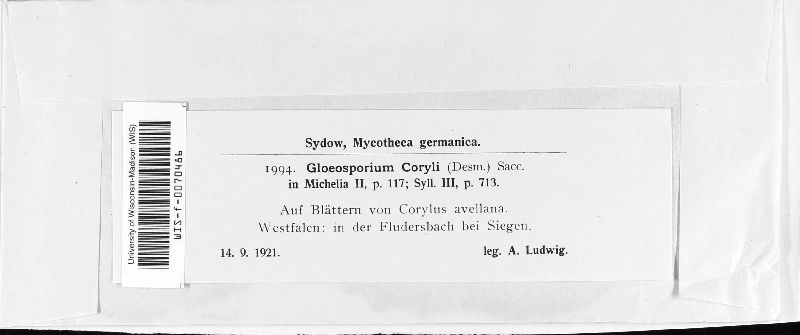 Sydow, Mycotheca germanica.
1994. Gloeosporium Coryli (Desm.) Sacc.
in Michelia II, p. 117; Syll. III, p. 713.
Auf Blättern von Corylus avellana.
Westfalen: in der Fludersbach bei Siegen.
14. 9. 1921. leg. A. Ludwig.
University of Wisconsin-Madison (WIS)
WIS-f-0070466